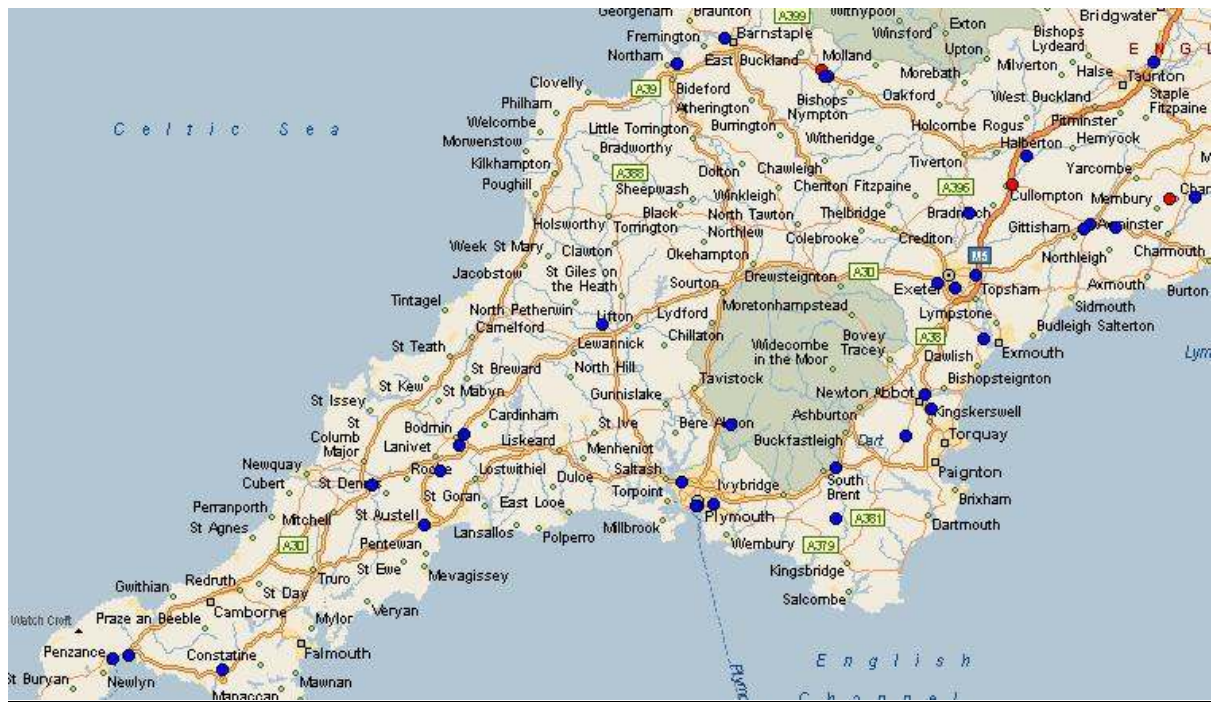 Georgeham
Braunton
A399
Withypool
Exton
Bridgwater
Fremington
Barnstaple
Winsford
Bishops
Lydeard
E N G L
Northam
East Buckland
Molland
Upton
Milverton
Halse
Taunton
Clovelly
A39
Bideford
Morebath
Philham
Atherington
Bishops
Nympton
Oakford
West Buckland
Staple
Fitzpaine
Welcombe
Little Torrington
Burrington
Holcombe Rogus
Pitminster
Morwenstow
Bradworthy
Witheridge
Halberton
Hemyock
Kilkhampton
A388
Dolton
Chawleigh
Tiverton
Yarcombe
Poughill
Sheepwash
Winkleigh
Cheriton Fitzpaine
A396
Cullompton
Membury
Holsworthy
Black
Torrington
North Tawton
Thelbridge
Gittisham
Week St Mary
Clawton
Northlew
Colebrooke
Crediton
Northleigh
Charmouth
Jacobstow
St Giles on
the Heath
Okehampton
Drewsteignton
A30
M5
Axmouth
Burton
Tintagel
North Petherwin
Sourton
Moretonhampstead
Exeter
Topsham
Sidmouth
Camelford
Lifton
Lydford
Lympstone
Budleigh Salterton
St Teath
Lewannick
Chillaton
Widecombe
in the Moor
Bovey
Tracey
A38
Dawlish
Exmouth
Lym
St Breward
North Hill
Tavistock
Bishopsteignton
St Kew
St Mabyn
Gunnislake
Newton Abbot
St Issey
Cardinham
Ashburton
Kingskerswell
St
Columb
Major
Bodmin
St Ive
Buckfastleigh
Dart
Torquay
Lanivet
Liskeard
Menheniot
Newquay
Lostwithiel
Duloe
Saltash
Ivybridge
South
Brent
Paignton
Cubert
St Goran
East Looe
Torpoint
Brixham
Perranporth
St Austell
Plymouth
A381
Dartmouth
St Agnes
Mitchell
Lansallos
Polperro
Millbrook
Wembury
A379
A30
Pentewan
Kingsbridge
Gwithian
Redruth
Truro
St Ewe
Mevagissey
Salcombe
St Day
Camborne
Veryan
Watch Croft
Praze an Beeble
Mylor
Penzance
Constatine
Falmouth
St Buryan
Newlyn
Mawnan
Manaccan
Celtic Sea
English
Channel